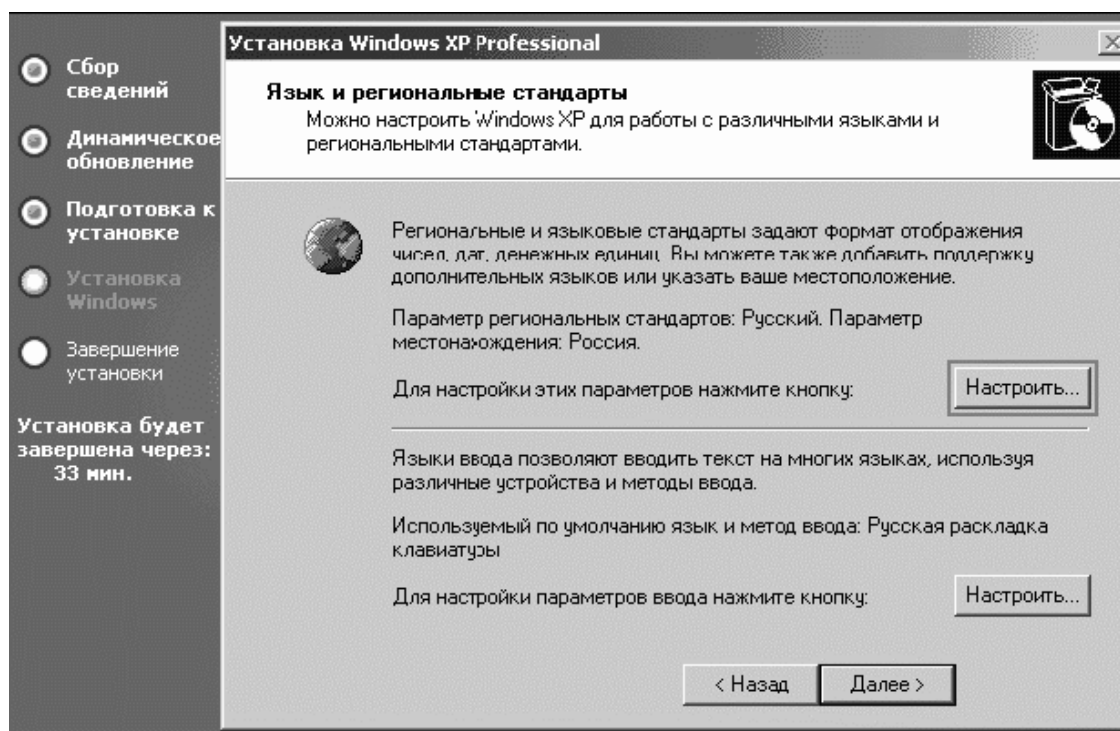 Сбор
сведений
Динамическое
обновление
Подготовка к
установке
Установка
Windows
Завершение
установки
Установка будет
завершена через:
33 мин.
Установка Windows XP Professional
Язык и региональные стандарты
Можно настроить Windows XP для работы с различными языками и
региональными стандартами.
Региональные и языковые стандарты задают формат отображения
чисел, дат, денежных единиц. Вы можете также добавить поддержку
дополнительных языков или указать ваше местоположение.
Параметр региональных стандартов: Русский. Параметр
местонахождения: Россия.
Для настройки этих параметров нажмите кнопку:
Настроить...
Языки ввода позволяют вводить текст на многих языках, используя
различные устройства и методы ввода.
Используемый по умолчанию язык и метод ввода: Русская раскладка
клавиатуры
Для настройки параметров ввода нажмите кнопку:
Настроить...
< Назад
Далее >